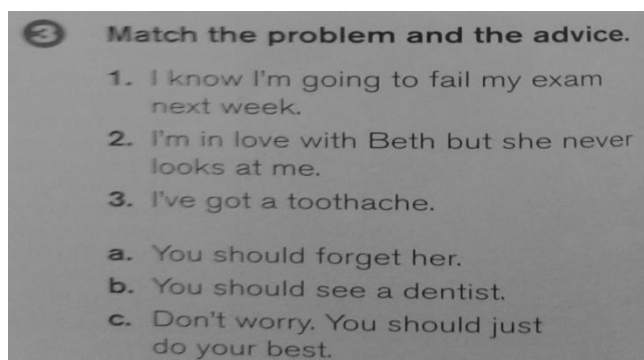 3 Match the problem and the advice.
1. I know I'm going to fail my exam
next week.
2. I'm in love with Beth but she never
looks at me.
3. I've got a toothache.
a. You should forget her.
b. You should see a dentist.
c. Don't worry. You should just
do your best.